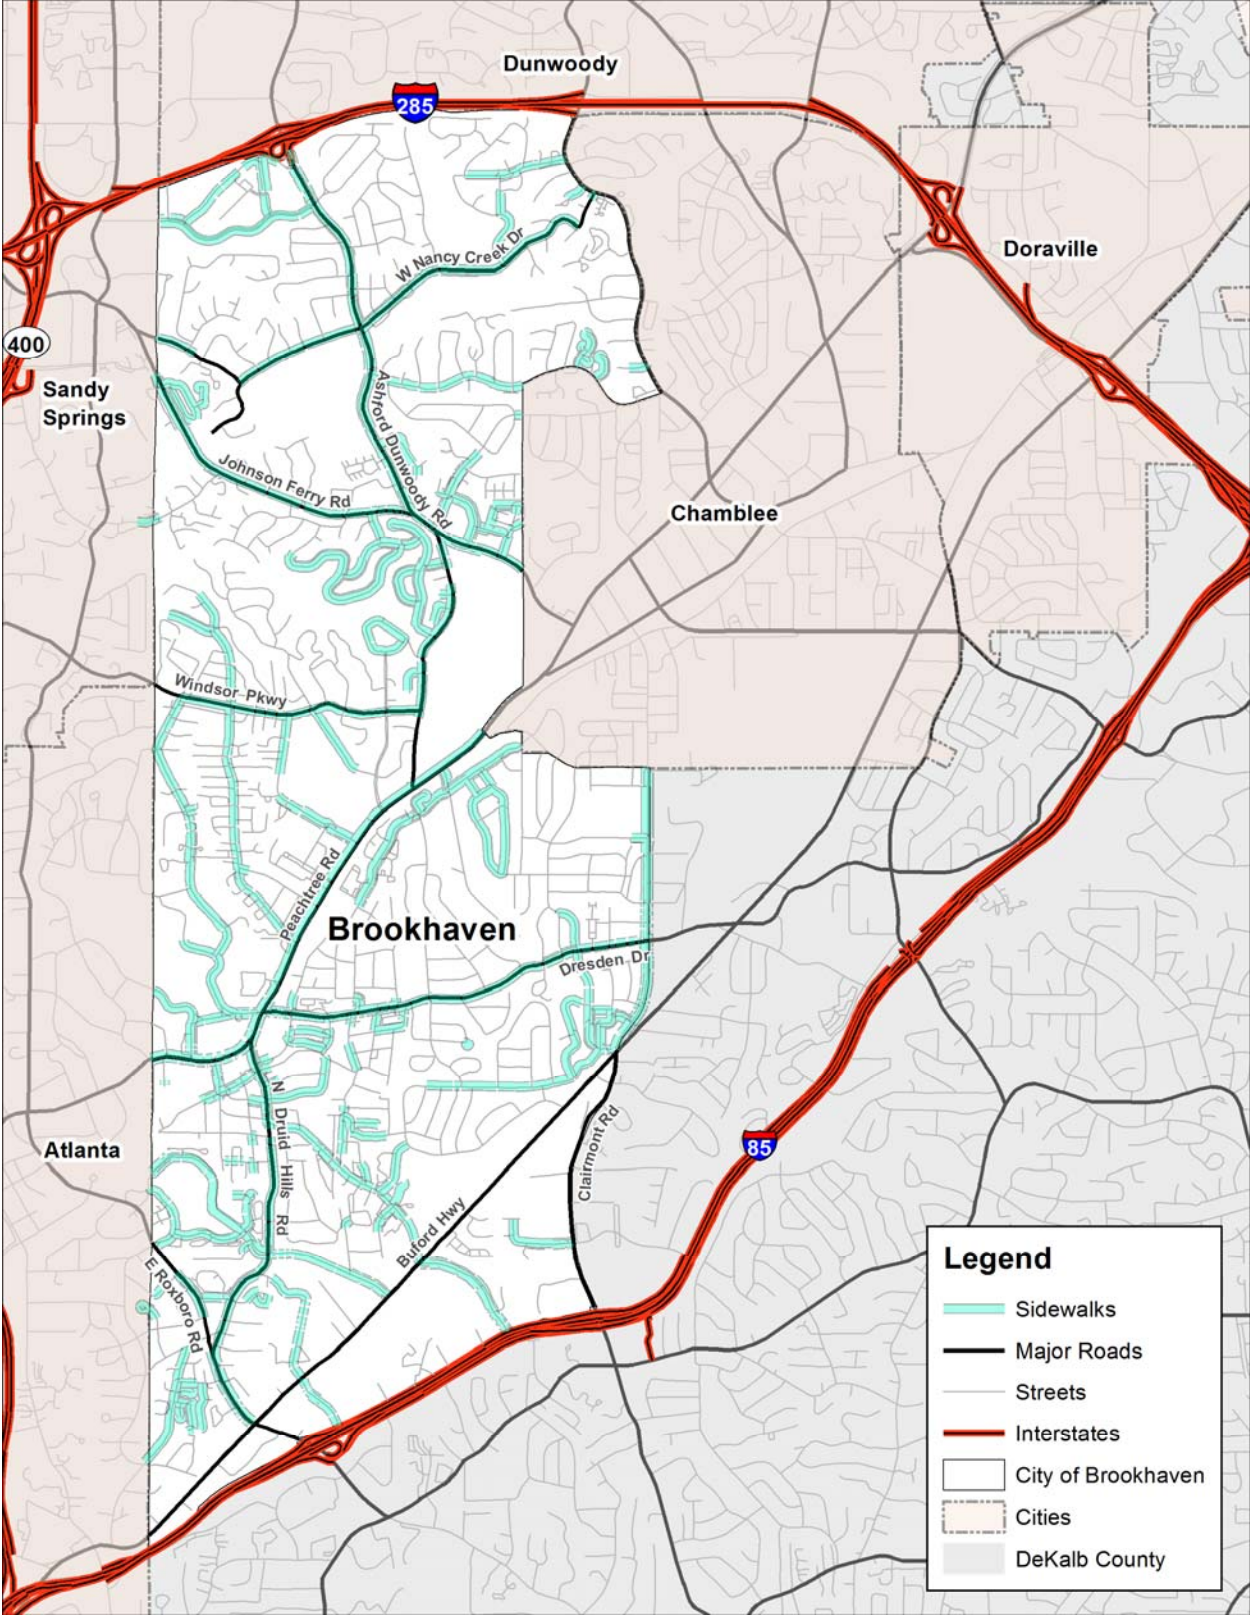 Dunwoody
285
Doraville
W Nancy Creek Dr
400
Sandy
Springs
Ashford Dunwoody Rd
Johnson Ferry Rd
Chamblee
Windsor Pkwy
Peachtree Rd
Brookhaven
Dresden Dr
N Druid Hills Rd
Clairmont Rd
Atlanta
85
Buford Hwy
E Roxboro Rd
Legend
Sidewalks
Major Roads
Streets
Interstates
City of Brookhaven
Cities
DeKalb County